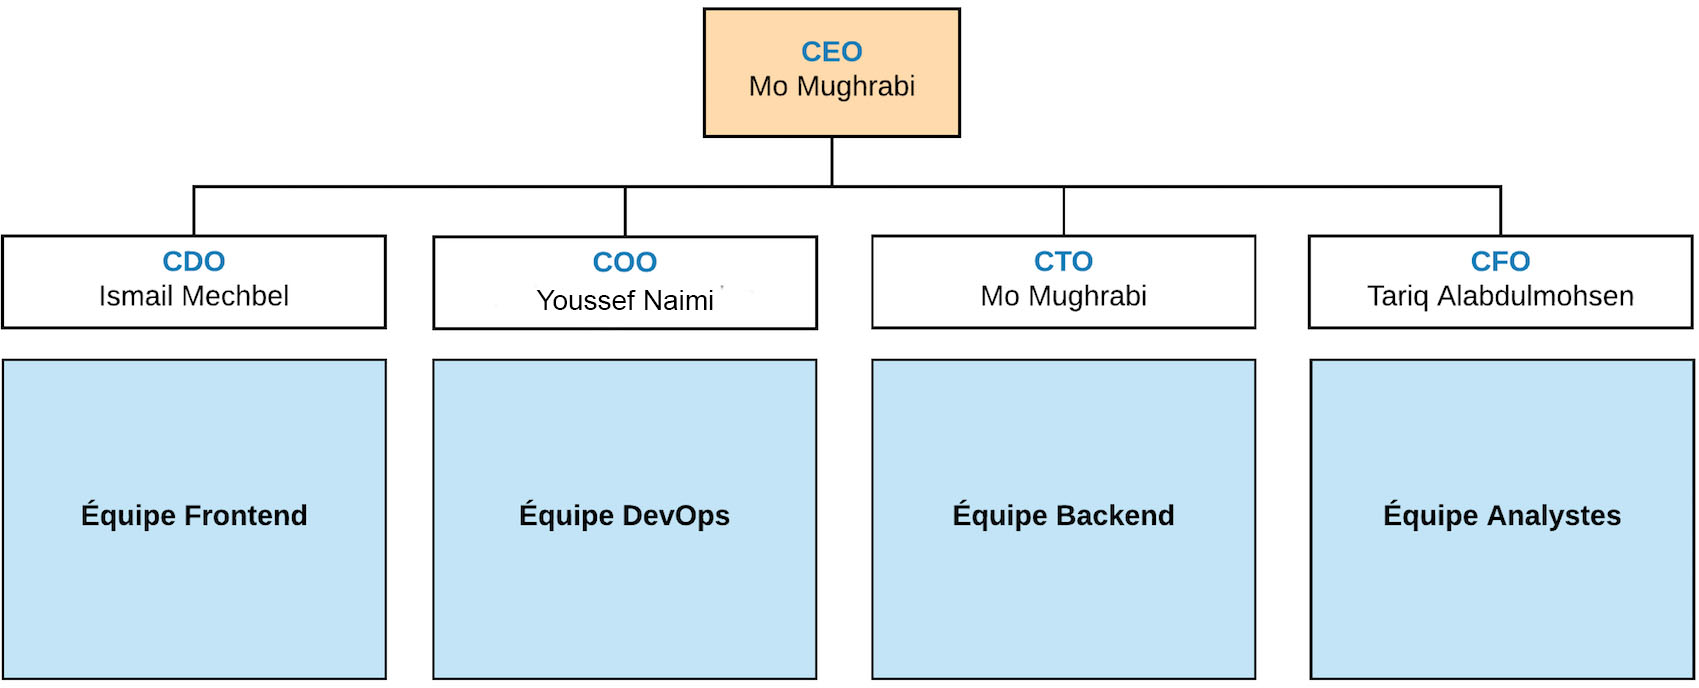 CEO
Mo Mughrabi
CDO
Ismail Mechbel
COO
Youssef Naimi
CTO
Mo Mughrabi
CFO
Tariq Alabdulmohsen
Équipe Frontend
Équipe DevOps
Équipe Backend
Équipe Analystes